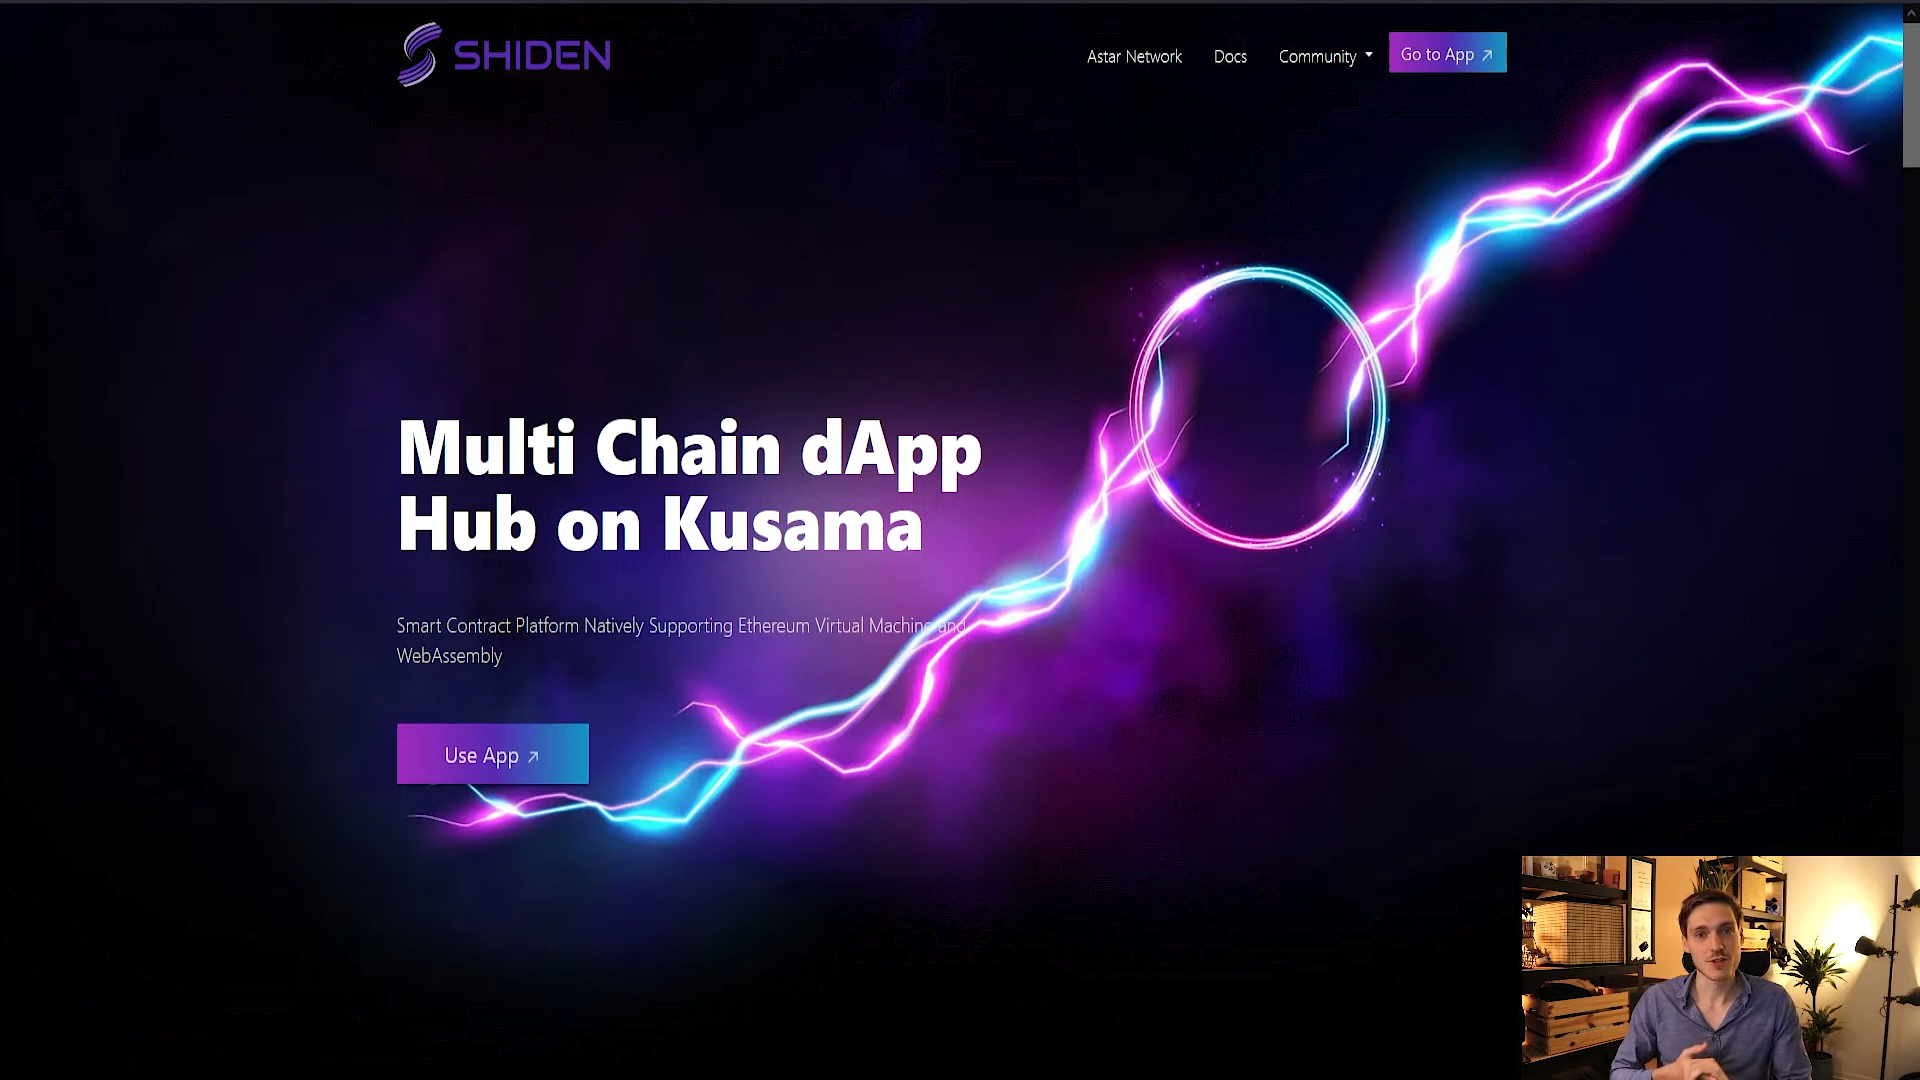 SHIDEN
Astar Network Docs Community Go to App
Multi Chain dApp
Hub on Kusama
Smart Contract Platform Natively Supporting Ethereum Virtual Machine and
WebAssembly
Use App